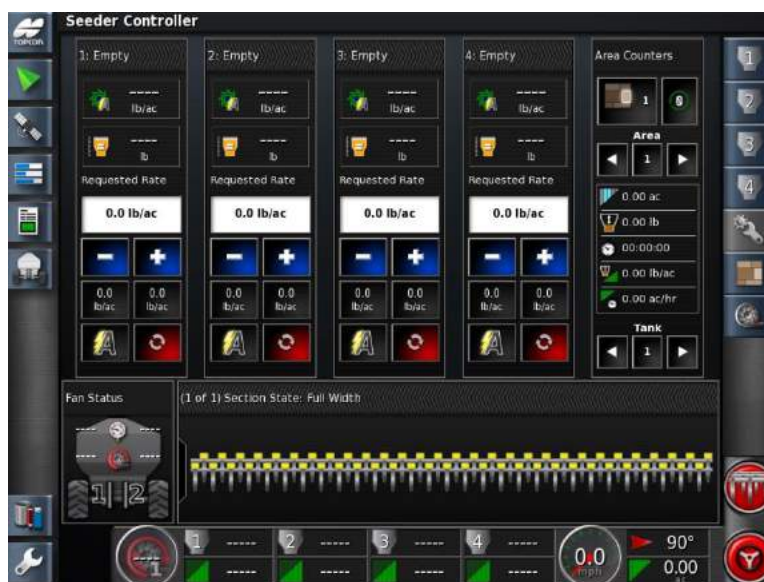 TOPCON
Seeder Controller
1: Empty
2: Empty
3: Empty
4: Empty
Area Counters
----
lb/ac
----
lb/ac
----
lb/ac
----
lb/ac
1
0
----
lb
----
lb
----
lb
----
lb
Area
1
Requested Rate
Requested Rate
Requested Rate
Requested Rate
0.0 lb/ac
0.0 lb/ac
0.0 lb/ac
0.0 lb/ac
0.00 ac
0.00 lb
00:00:00
0.00 lb/ac
0.00 ac/hr
0.0 lb/ac
0.0 lb/ac
0.0 lb/ac
0.0 lb/ac
0.0 lb/ac
0.0 lb/ac
0.0 lb/ac
0.0 lb/ac
A
A
A
A
Tank
1
Fan Status
(1 of 1) Section State: Full Width
----
----
----
----
1
2
1
2
3
4
1
1 -----
2 -----
3 -----
4 -----
-----
-----
-----
-----
0.0
mph
90°
0.00